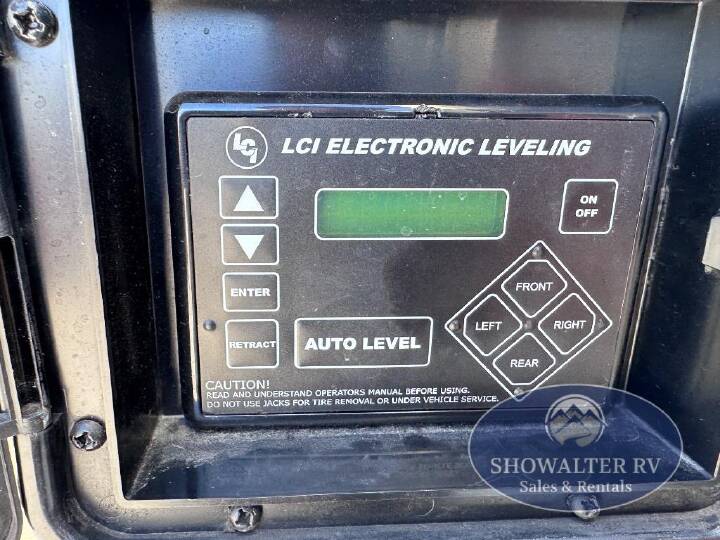 LCI LCI ELECTRONIC LEVELING
ON
OFF
ENTER
FRONT
LEFT
RIGHT
REAR
RETRACT
AUTO LEVEL
CAUTION!
READ AND UNDERSTAND OPERATORS MANUAL BEFORE USING.
DO NOT USE JACKS FOR TIRE REMOVAL OR UNDER VEHICLE SERVICE.
SHOWALTER RV
Sales & Rentals